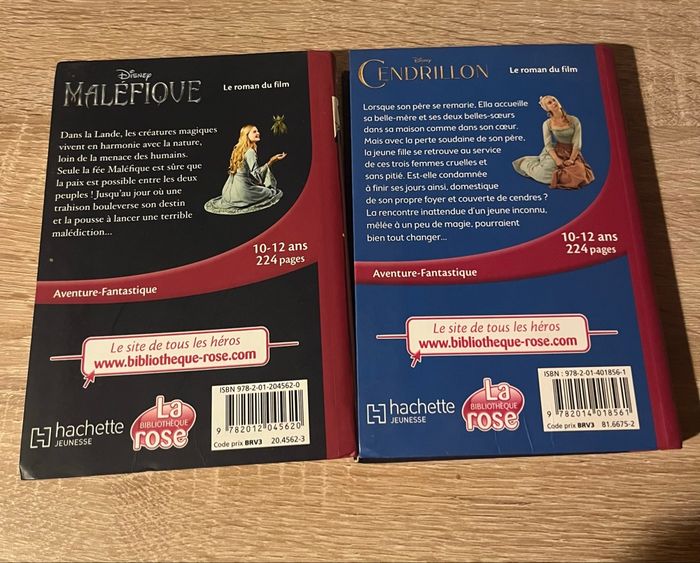 Disney
MALÉFIQUE
Le roman du film
Dans la Lande, les créatures magiques
vivent en harmonie avec la nature,
loin de la menace des humains.
Seule la fée Maléfique est sûre que
la paix est possible entre les deux
peuples ! Jusqu'au jour où une
trahison bouleverse son destin
et la pousse à lancer une terrible
malédiction...
10-12 ans
224 pages
Aventure-Fantastique
Le site de tous les héros
www.bibliotheque-rose.com
ISBN 978-2-01-204562-0
9 782012 045620
Code prix BRV3 20.4562-3
hachette
JEUNESSE
La
BIBLIOTHÈQUE
rose
Disney
CENDRILLON
Le roman du film
Lorsque son père se remarie, Ella accueille
sa belle-mère et ses deux belles-sœurs
dans sa maison comme dans son cœur.
Mais avec la perte soudaine de son père,
la jeune fille se retrouve au service
de ces trois femmes cruelles et
sans pitié. Est-elle condamnée
à finir ses jours ainsi, domestique
de son propre foyer et couverte de cendres ?
La rencontre inattendue d'un jeune inconnu,
mêlée à un peu de magie, pourraient
bien tout changer...
10-12 ans
224 pages
Aventure-Fantastique
Le site de tous les héros
www.bibliotheque-rose.com
ISBN : 978-2-01-401856-1
9 782014 018561
Code prix BRV3 81.6675-2
hachette
JEUNESSE
La
BIBLIOTHÈQUE
rose